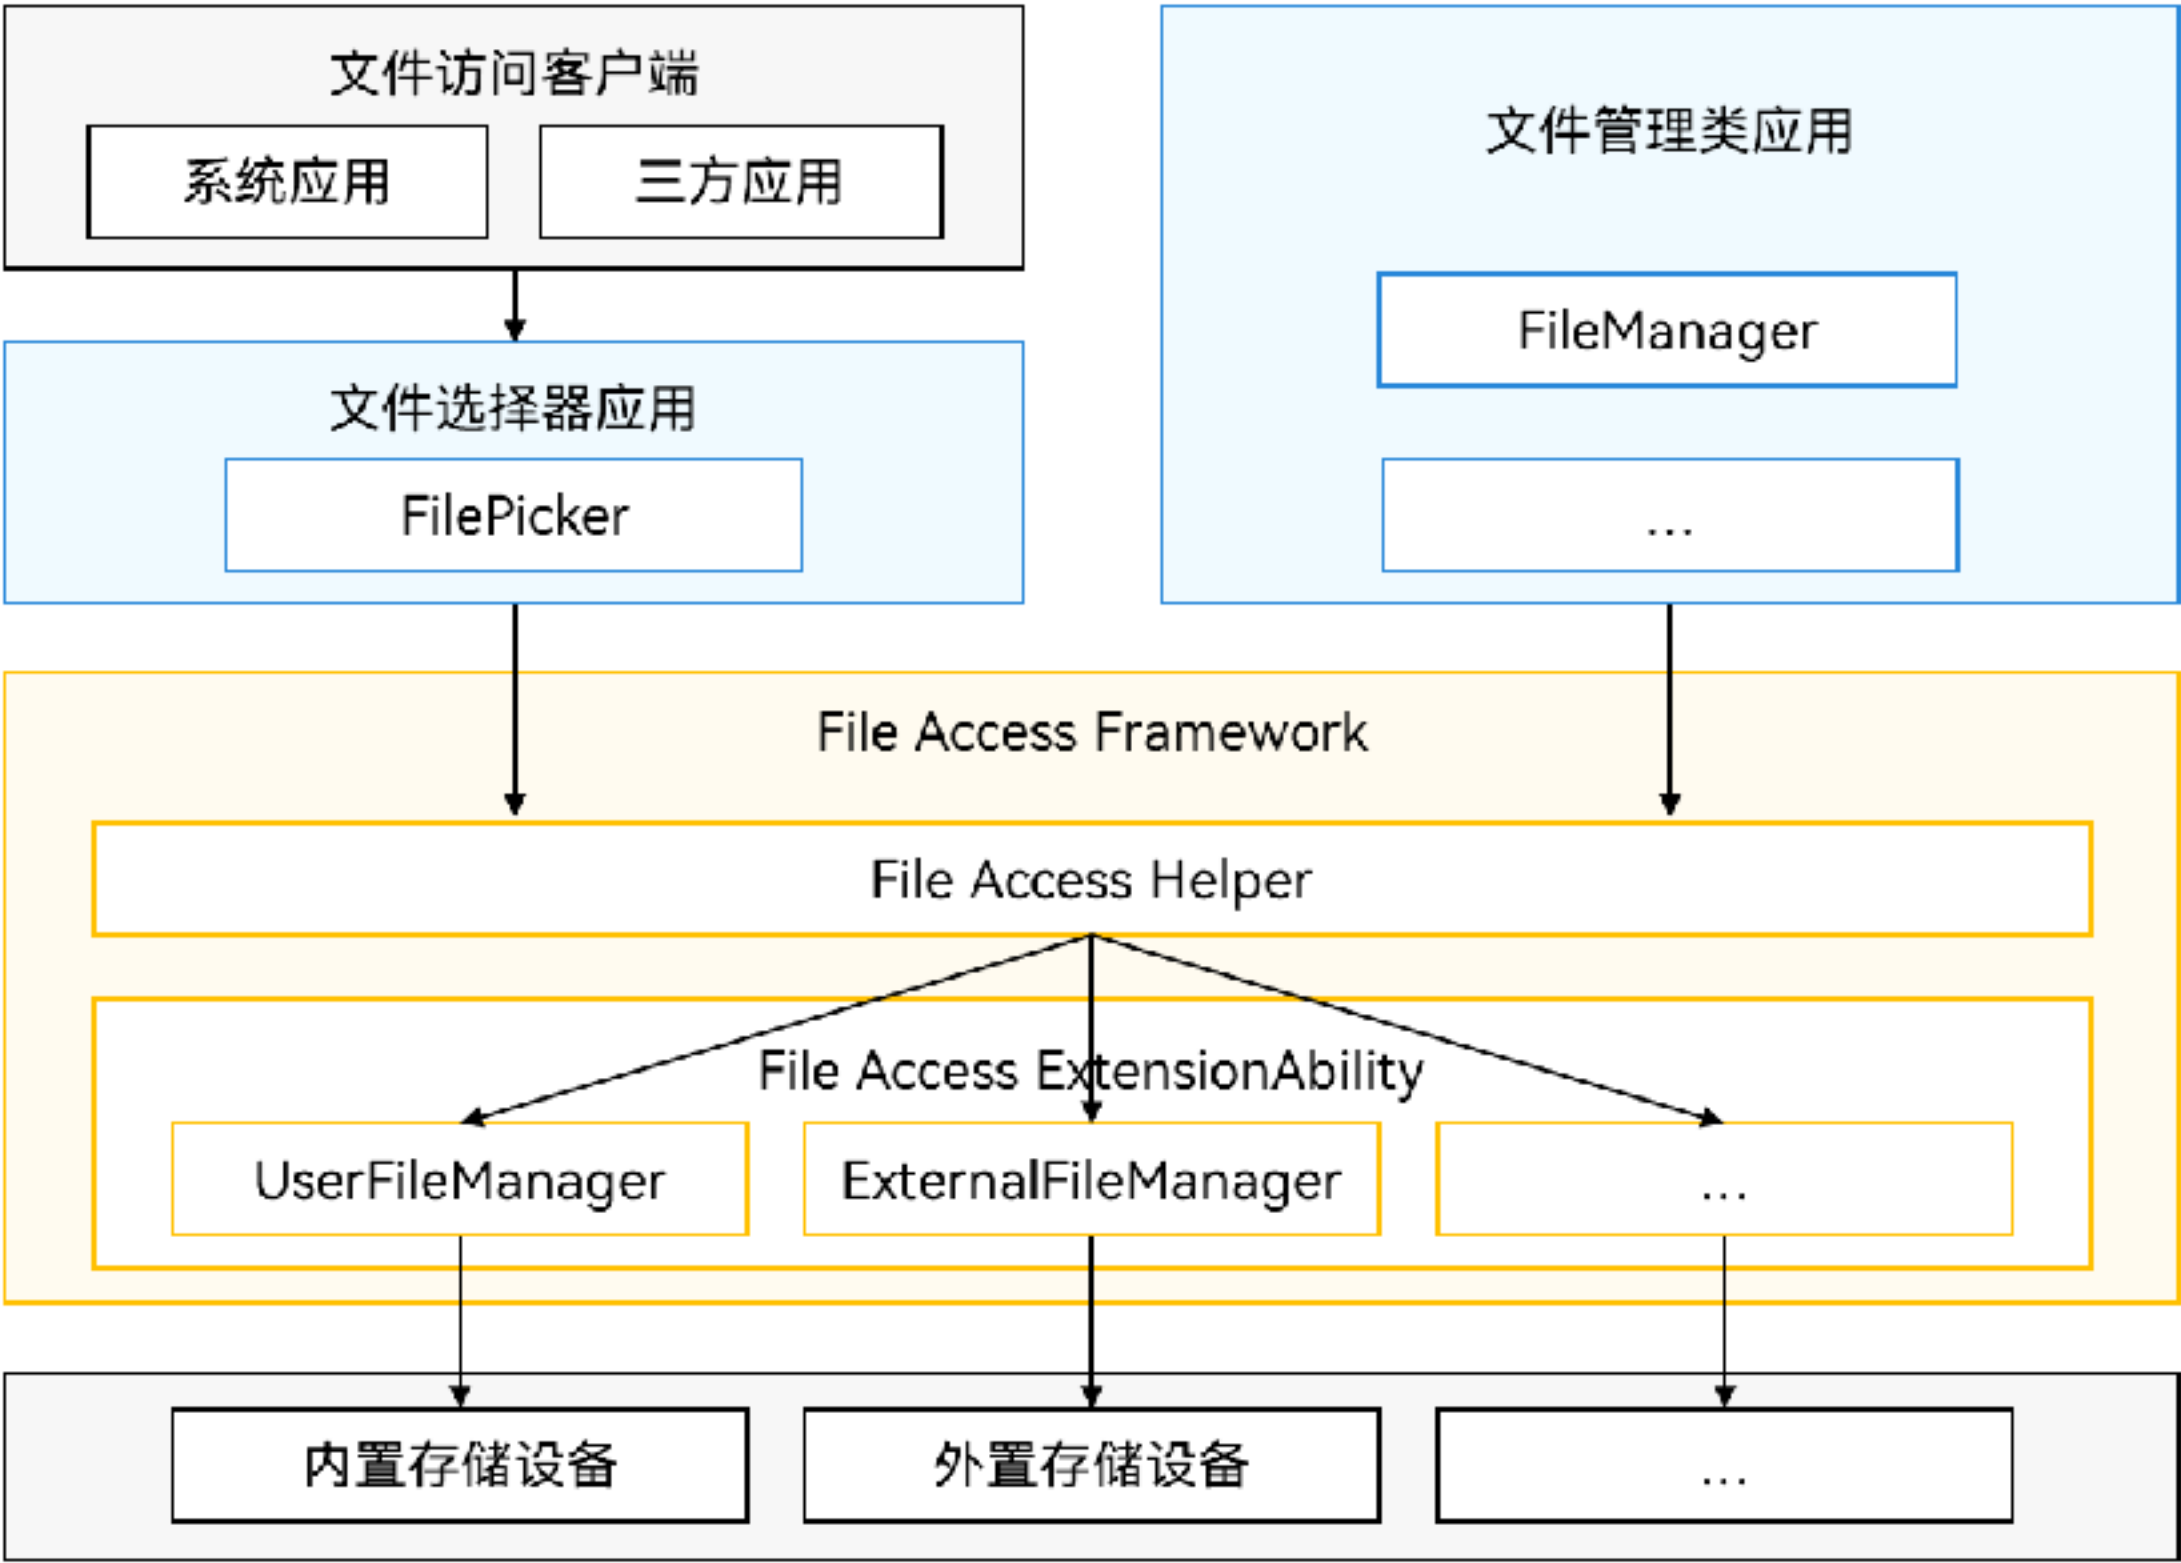 文件访问客户端
系统应用
三方应用
文件管理类应用
FileManager
...
文件选择器应用
FilePicker
File Access Framework
File Access Helper
File Access ExtensionAbility
UserFileManager
ExternalFileManager
...
内置存储设备
外置存储设备
...